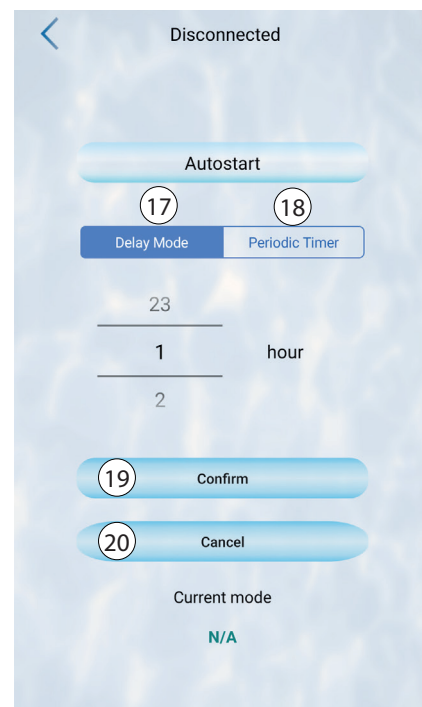 Disconnected
Autostart
17 18
Delay Mode Periodic Timer
23
1 hour
2
19 Confirm
20 Cancel
Current mode
N/A